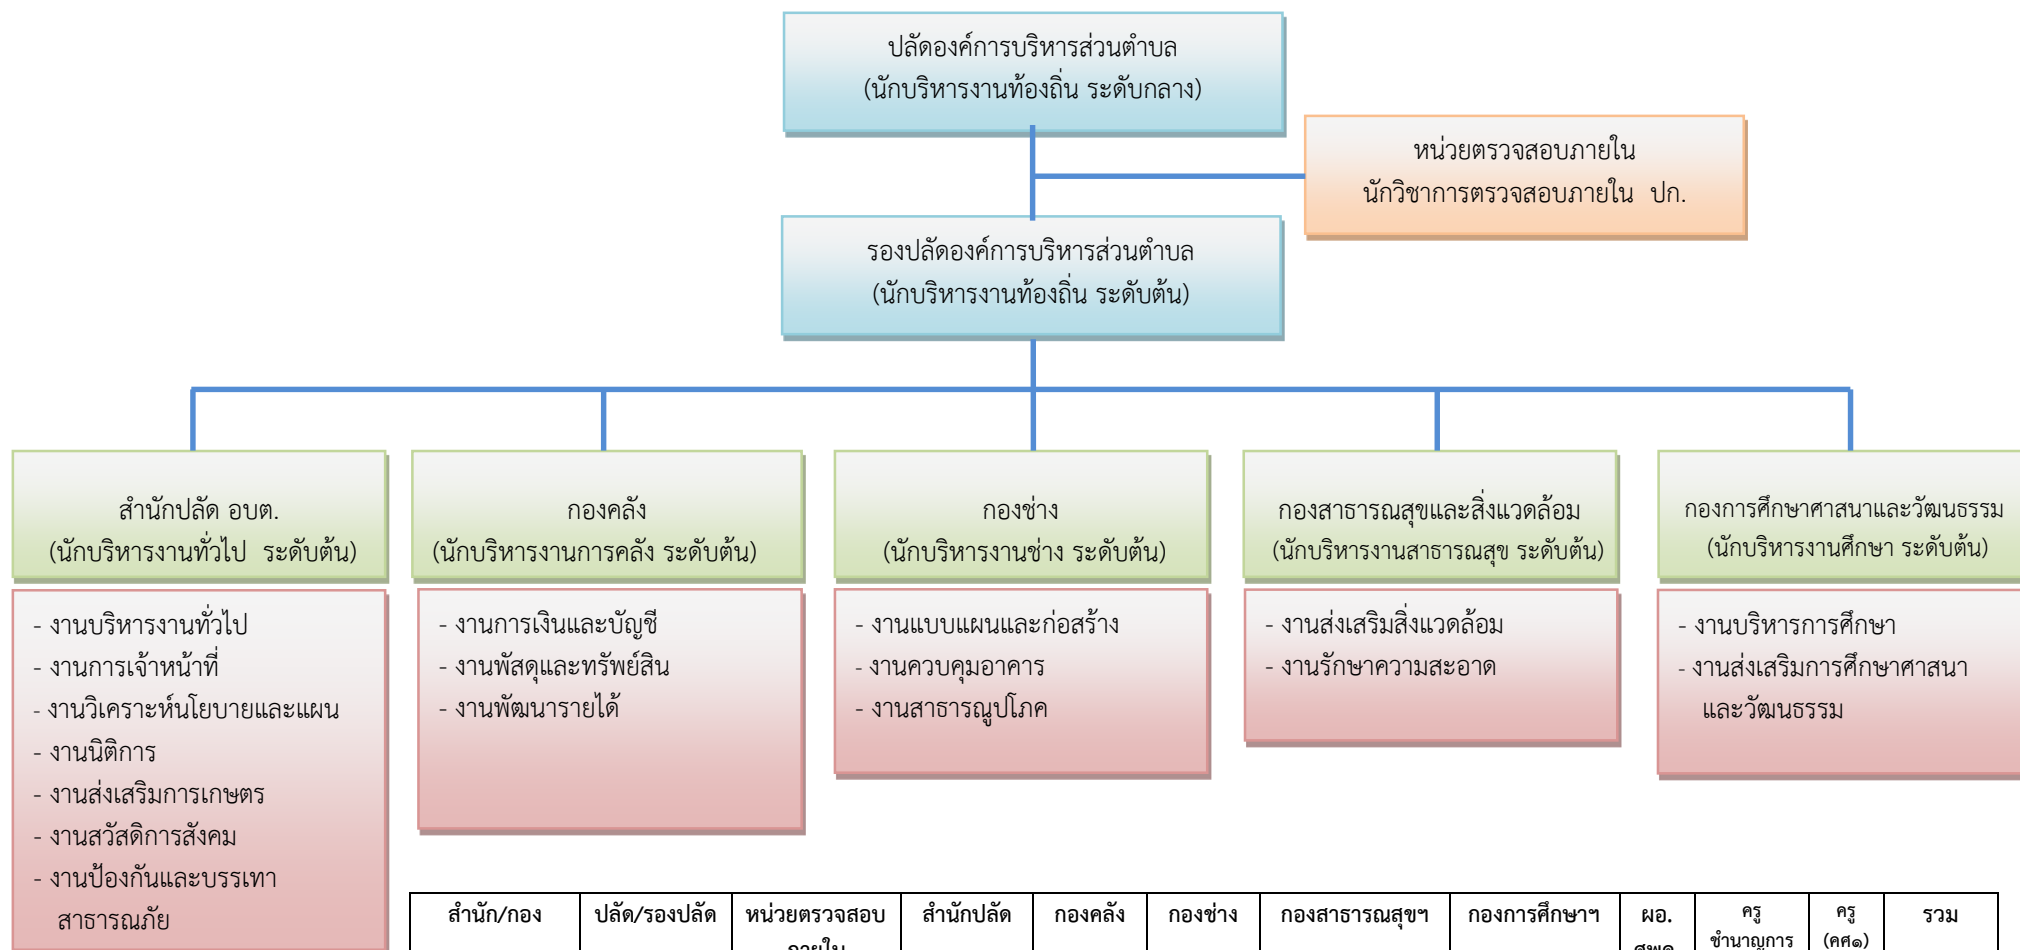 ปลัดองค์การบริหารส่วนตำบล
(นักบริหารงานท้องถิ่น ระดับกลาง)
หน่วยตรวจสอบภายใน
นักวิชาการตรวจสอบภายใน ปก.
รองปลัดองค์การบริหารส่วนตำบล
(นักบริหารงานท้องถิ่น ระดับต้น)
สำนักปลัด อบต.
(นักบริหารงานทั่วไป ระดับต้น)
กองคลัง
(นักบริหารงานการคลัง ระดับต้น)
กองช่าง
(นักบริหารงานช่าง ระดับต้น)
กองสาธารณสุขและสิ่งแวดล้อม
(นักบริหารงานสาธารณสุข ระดับต้น)
กองการศึกษาศาสนาและวัฒนธรรม
(นักบริหารงานศึกษา ระดับต้น)
- งานบริหารงานทั่วไป
- งานการเจ้าหน้าที่
- งานวิเคราะห์นโยบายและแผน
- งานนิติการ
- งานส่งเสริมการเกษตร
- งานสวัสดิการสังคม
- งานป้องกันและบรรเทา
สาธารณภัย
- งานการเงินและบัญชี
- งานพัสดุและทรัพย์สิน
- งานพัฒนารายได้
- งานแบบแผนและก่อสร้าง
- งานควบคุมอาคาร
- งานสาธารณูปโภค
- งานส่งเสริมสิ่งแวดล้อม
- งานรักษาความสะอาด
- งานบริหารการศึกษา
- งานส่งเสริมการศึกษาศาสนา
และวัฒนธรรม
สำนัก/กอง
ปลัด/รองปลัด
หน่วยตรวจสอบ
ภายใน
สำนักปลัด
กองคลัง
กองช่าง
กองสาธารณสุขฯ
กองการศึกษาฯ
ผอ.
ศพด.
ครู
ชำนาญการ
ครู
(คศ๑)
รวม